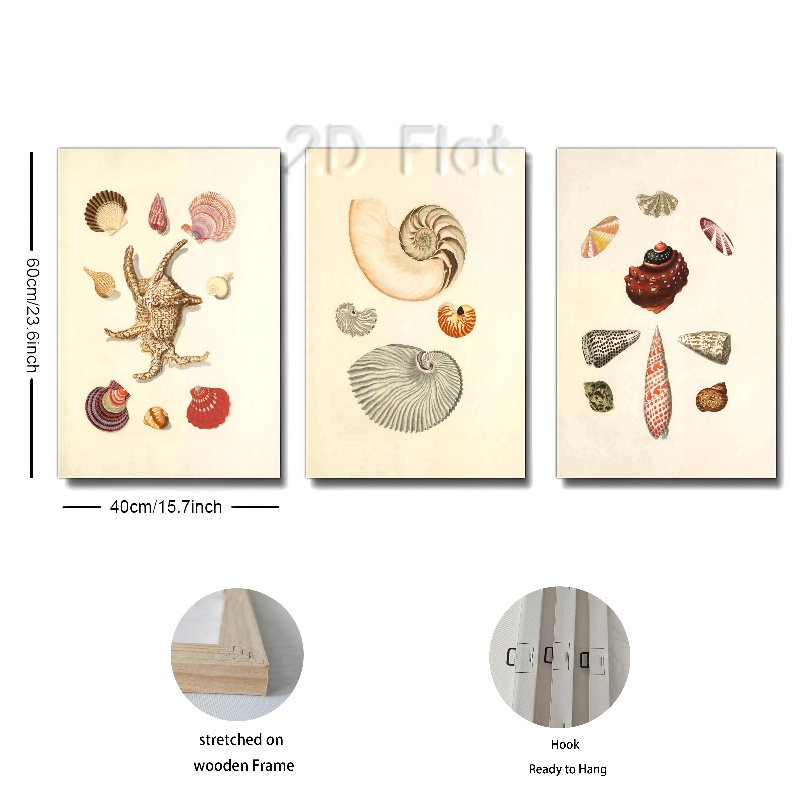 2D Flat
60cm/23.6inch
40cm/15.7inch
stretched on
wooden Frame
Hook
Ready to Hang